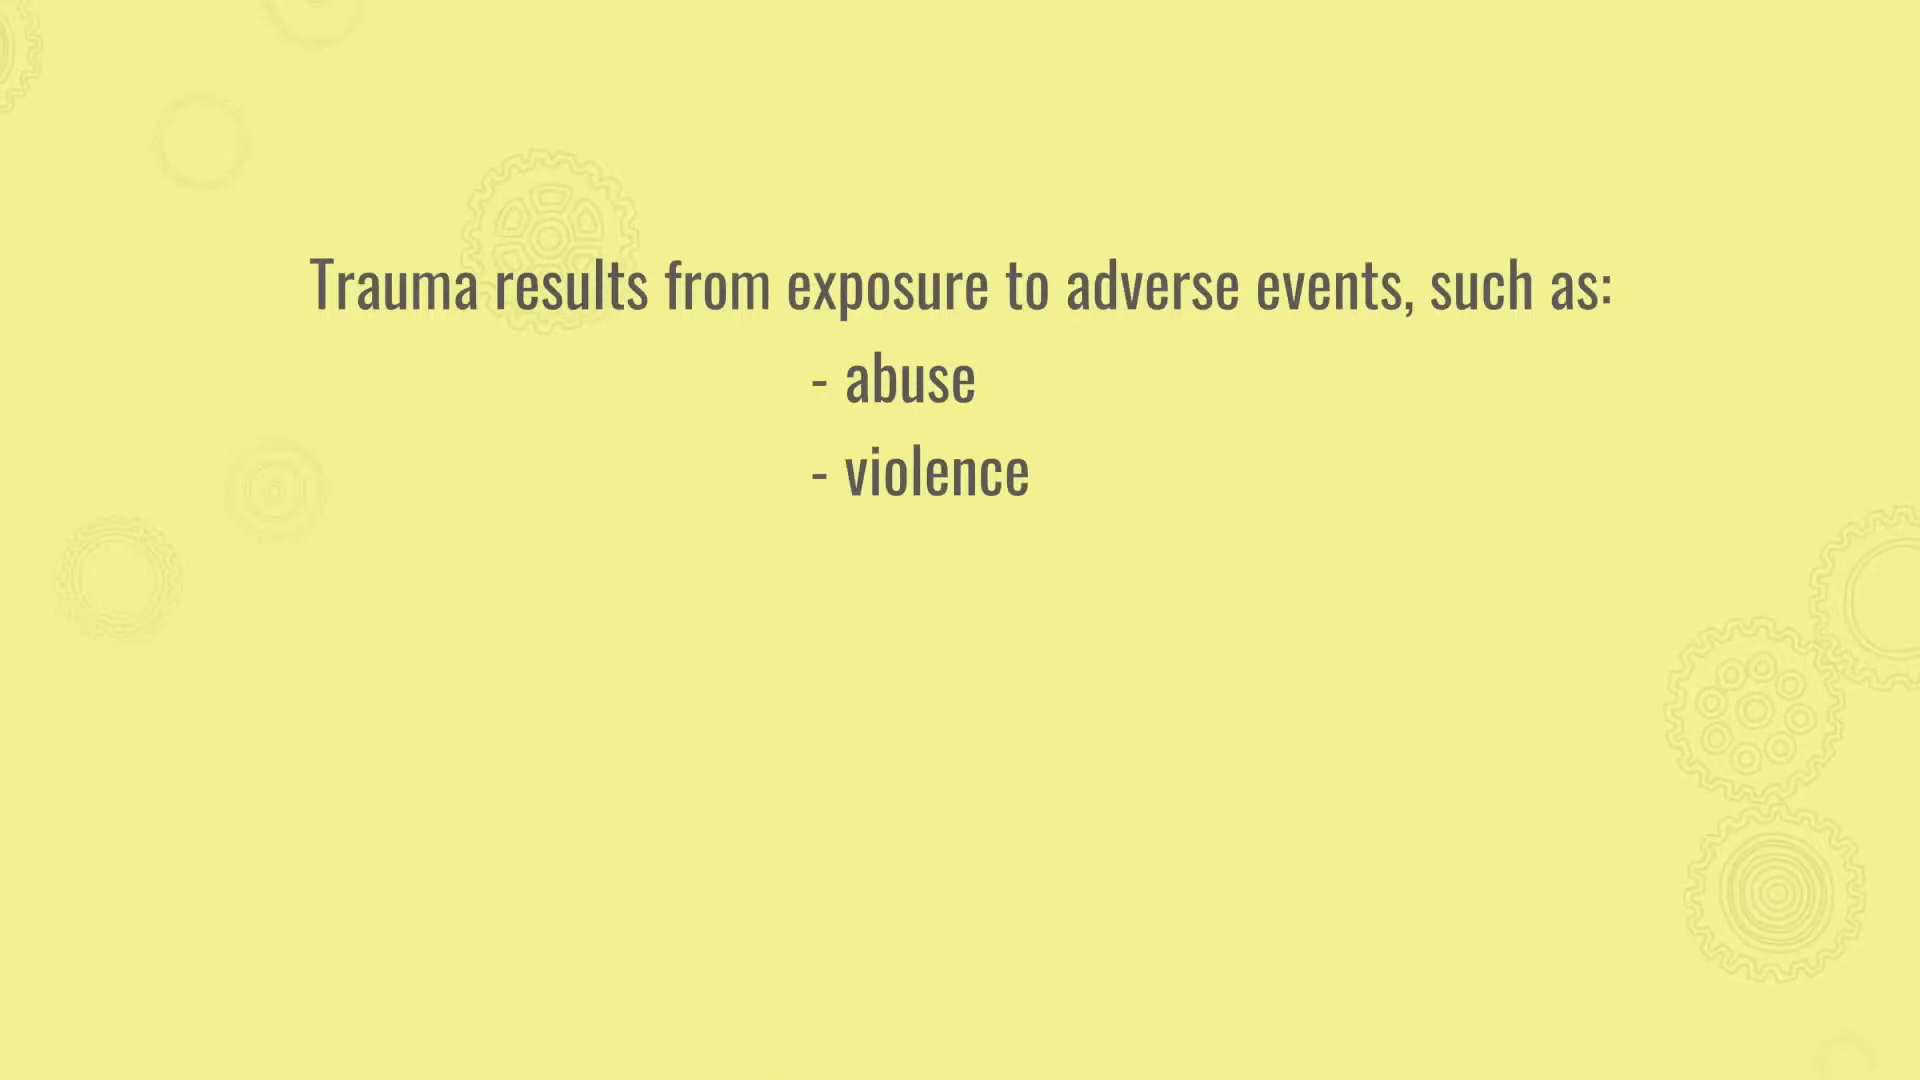 Trauma results from exposure to adverse events, such as:
- abuse
- violence